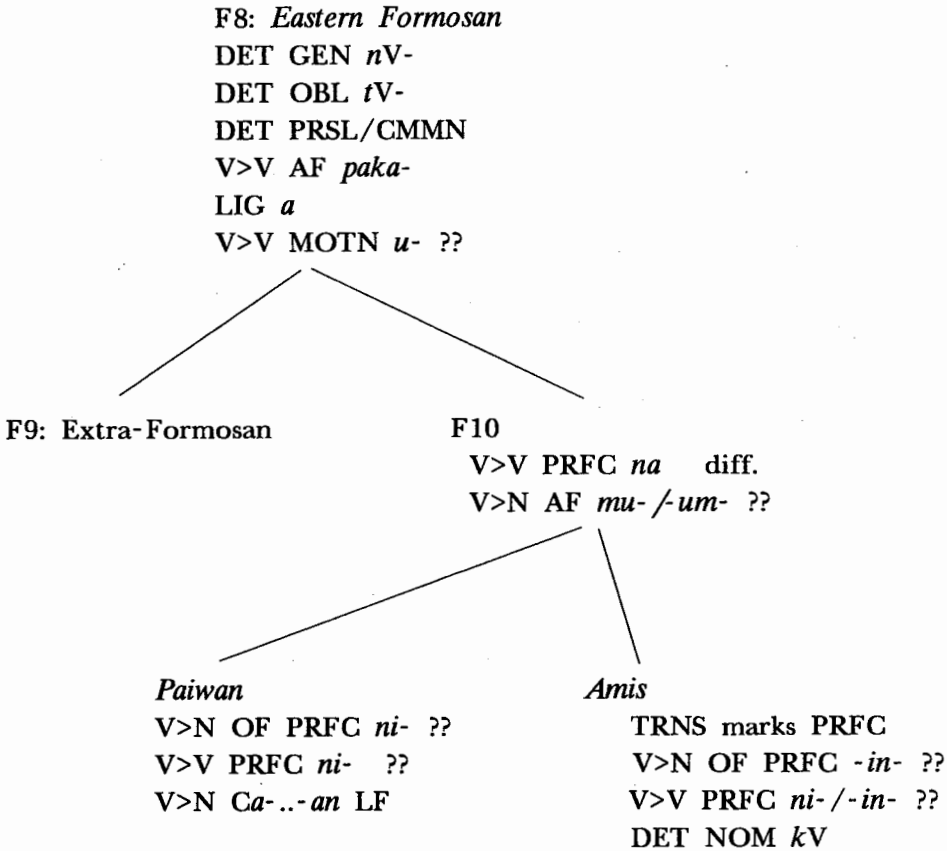 F8: Eastern Formosan
DET GEN nV-
DET OBL tV-
DET PRSL/CMMN
V>V AF paka-
LIG a
V>V MOTN u- ??
F9: Extra-Formosan
F10
V>V PRFC na diff.
V>N AF mu-/-um- ??
Paiwan
V>N OF PRFC ni- ??
V>V PRFC ni- ??
V>N Ca-..-an LF
Amis
TRNS marks PRFC
V>N OF PRFC -in- ??
V>V PRFC ni-/-in- ??
DET NOM kV